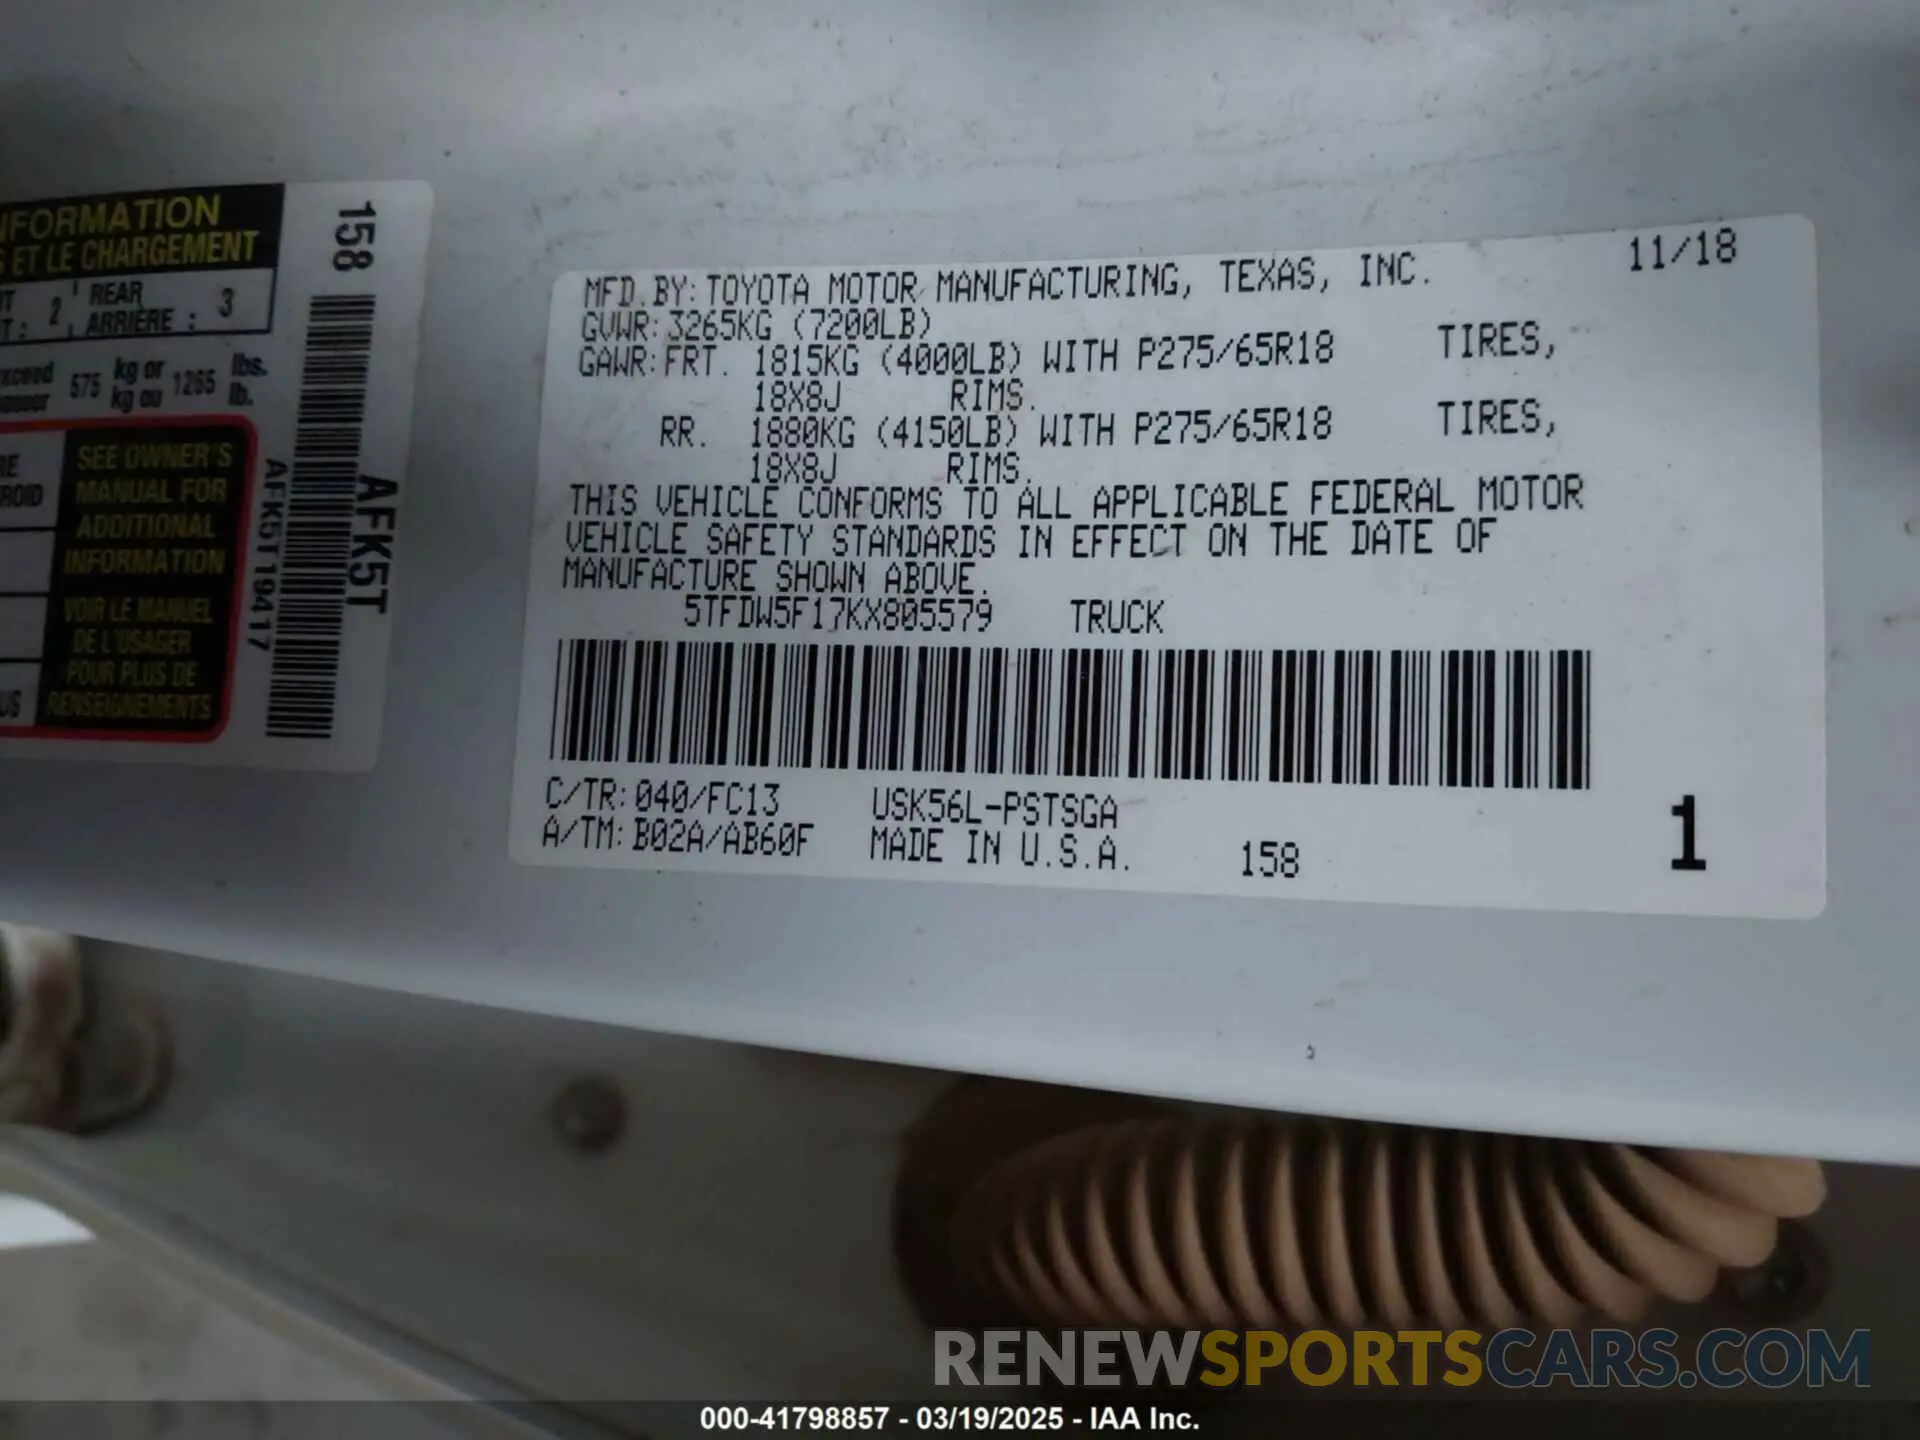 NFORMATION
S ET LE CHARGEMENT
2 REAR
ARRIÈRE : 3
575 kg or 1265 lbs.
kg ou lb.
SEE OWNER'S
MANUAL FOR
ADDITIONAL
INFORMATION
VOIR LE MANUEL
DE L'USAGER
POUR PLUS DE
RENSEIGNEMENTS
158
AFK5T
AFK5T19417
MFD.BY:TOYOTA MOTOR MANUFACTURING, TEXAS, INC. 11/18
GVWR:3265KG (7200LB)
GAWR:FRT. 1815KG (4000LB) WITH P275/65R18 TIRES,
18X8J RIMS.
RR. 1880KG (4150LB) WITH P275/65R18 TIRES,
18X8J RIMS.
THIS VEHICLE CONFORMS TO ALL APPLICABLE FEDERAL MOTOR
VEHICLE SAFETY STANDARDS IN EFFECT ON THE DATE OF
MANUFACTURE SHOWN ABOVE.
5TFDW5F17KX805579 TRUCK
C/TR:040/FC13 USK56L-PSTSGA
A/TM:B02A/AB60F MADE IN U.S.A. 158 1
RENEWSPORTSCARS.COM
000-41798857 - 03/19/2025 - IAA Inc.